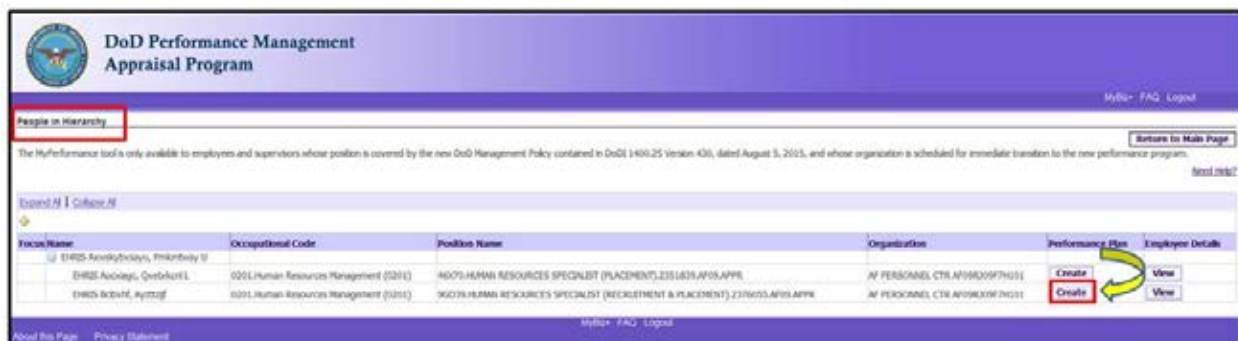 DoD Performance Management
Appraisal Program
MyBiz+ FAQ Logout
People in Hierarchy
Return to Main Page
The MyPerformance tool is only available to employees and supervisors whose position is covered by the new DoD Management Policy contained in DoDI 1400.25 Version 430, dated August 5, 2015, and whose organization is scheduled for immediate transition to the new performance program.
Need Help?
Expand All | Collapse All
Focus Name Occupational Code Position Name Organization Performance Plan Employee Details
EHRIS
EHRIS 0201.Human Resources Management (0201) HUMAN RESOURCES SPECIALIST (PLACEMENT) AF PERSONNEL CTR Create View
EHRIS 0201.Human Resources Management (0201) HUMAN RESOURCES SPECIALIST (RECRUITMENT & PLACEMENT) AF PERSONNEL CTR Create View
MyBiz+ FAQ Logout
About this Page Privacy Statement